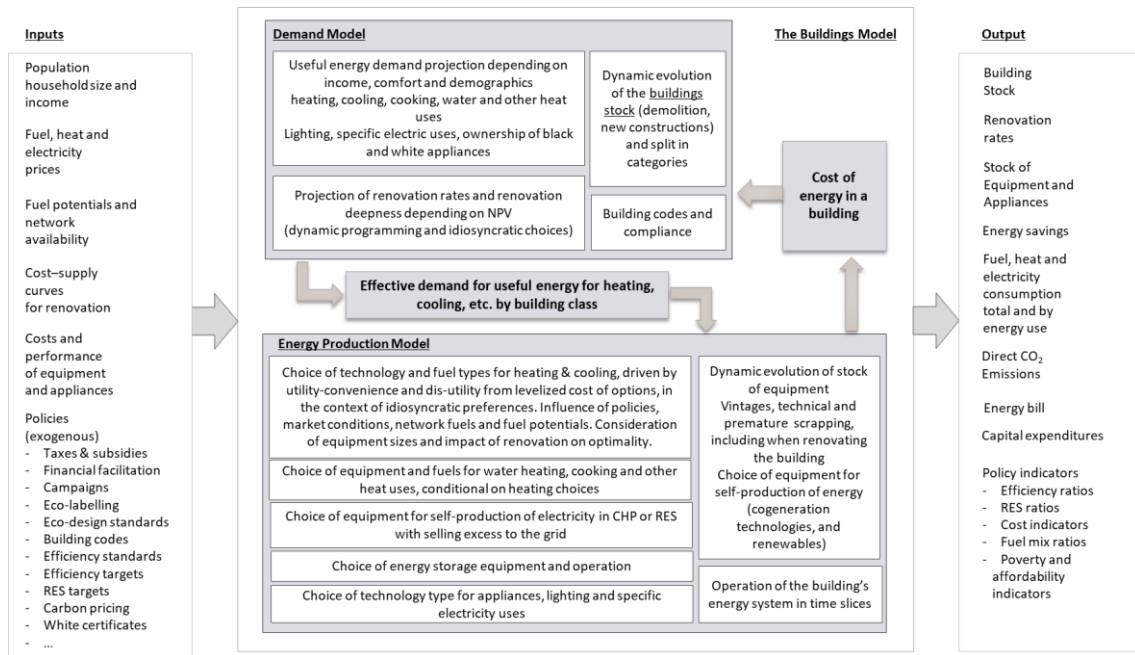 Inputs
Population
household size and
income
Fuel, heat and
electricity
prices
Fuel potentials and
network
availability
Cost–supply
curves
for renovation
Costs and
performance
of equipment
and appliances
Policies
(exogenous)
- Taxes & subsidies
- Financial facilitation
- Campaigns
- Eco-labelling
- Eco-design standards
- Building codes
- Efficiency standards
- Efficiency targets
- RES targets
- Carbon pricing
- White certificates
- ...
The Buildings Model
Demand Model
Useful energy demand projection depending on
income, comfort and demographics
heating, cooling, cooking, water and other heat
uses
Lighting, specific electric uses, ownership of black
and white appliances
Dynamic evolution
of the buildings
stock (demolition,
new constructions)
and split in
categories
Projection of renovation rates and renovation
deepness depending on NPV
(dynamic programming and idiosyncratic choices)
Building codes and
compliance
Cost of
energy in a
building
Effective demand for useful energy for heating,
cooling, etc. by building class
Energy Production Model
Choice of technology and fuel types for heating & cooling, driven by
utility-convenience and dis-utility from levelized cost of options,
in the context of idiosyncratic preferences. Influence of policies,
market conditions, network fuels and fuel potentials. Consideration
of equipment sizes and impact of renovation on optimality.
Choice of equipment and fuels for water heating, cooking and other
heat uses, conditional on heating choices
Choice of equipment for self-production of electricity in CHP or RES
with selling excess to the grid
Choice of energy storage equipment and operation
Choice of technology type for appliances, lighting and specific
electricity uses
Dynamic evolution of stock
of equipment
Vintages, technical and
premature scrapping,
including when renovating
the building
Choice of equipment for
self-production of energy
(cogeneration
technologies, and
renewables)
Operation of the building's
energy system in time slices
Output
Building
Stock
Renovation
rates
Stock of
Equipment and
Appliances
Energy savings
Fuel, heat and
electricity
consumption
total and by
energy use
Direct CO₂
Emissions
Energy bill
Capital expenditures
Policy indicators
- Efficiency ratios
- RES ratios
- Cost indicators
- Fuel mix ratios
- Poverty and
affordability
indicators